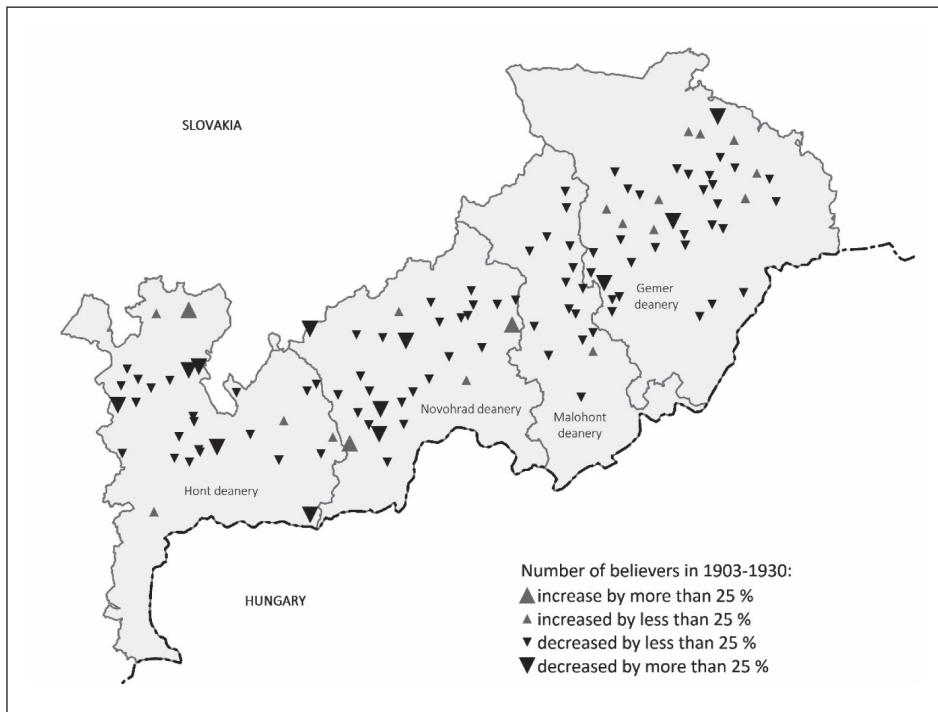 SLOVAKIA
Gemer
deanery
Novohrad deanery
Malohont
deanery
Hont deanery
HUNGARY
Number of believers in 1903-1930:
increase by more than 25 %
increased by less than 25 %
decreased by less than 25 %
decreased by more than 25 %